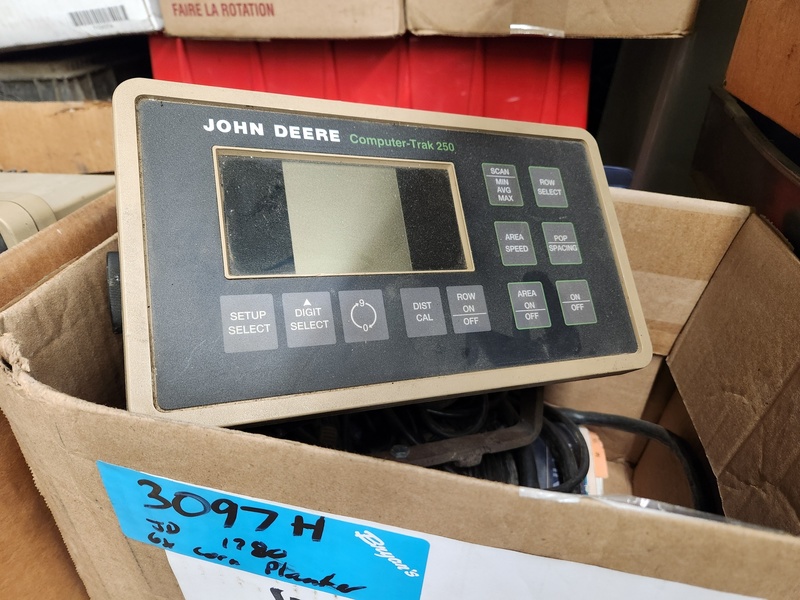 FAIRE LA ROTATION
JOHN DEERE Computer-Trak 250
SCAN
MIN
AVG
MAX
ROW
SELECT
AREA
SPEED
POP
SPACING
AREA
ON
OFF
ON
OFF
SETUP
SELECT
DIGIT
SELECT
9
0
DIST
CAL
ROW
ON
OFF
3097H
JD 1780
6x corn Planter